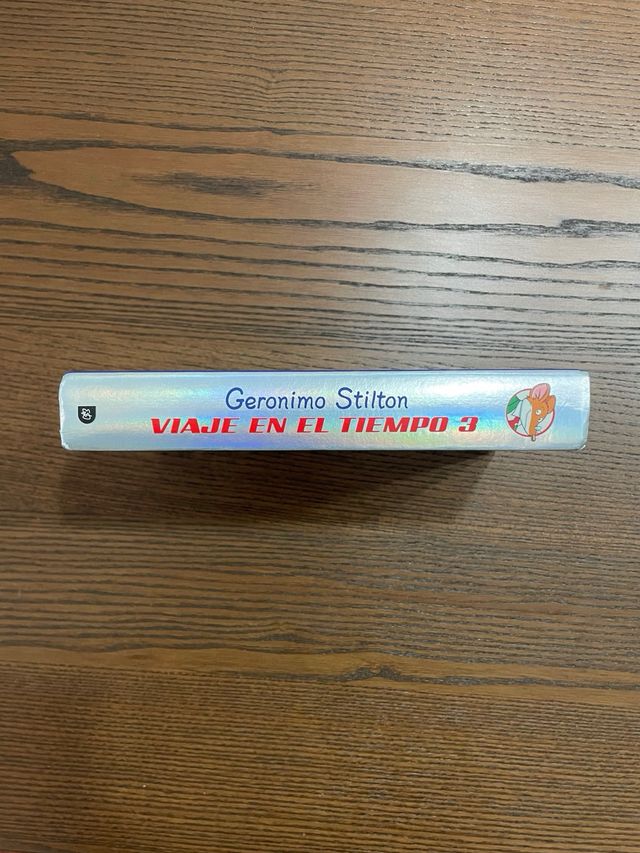 Geronimo Stilton
VIAJE EN EL TIEMPO 3